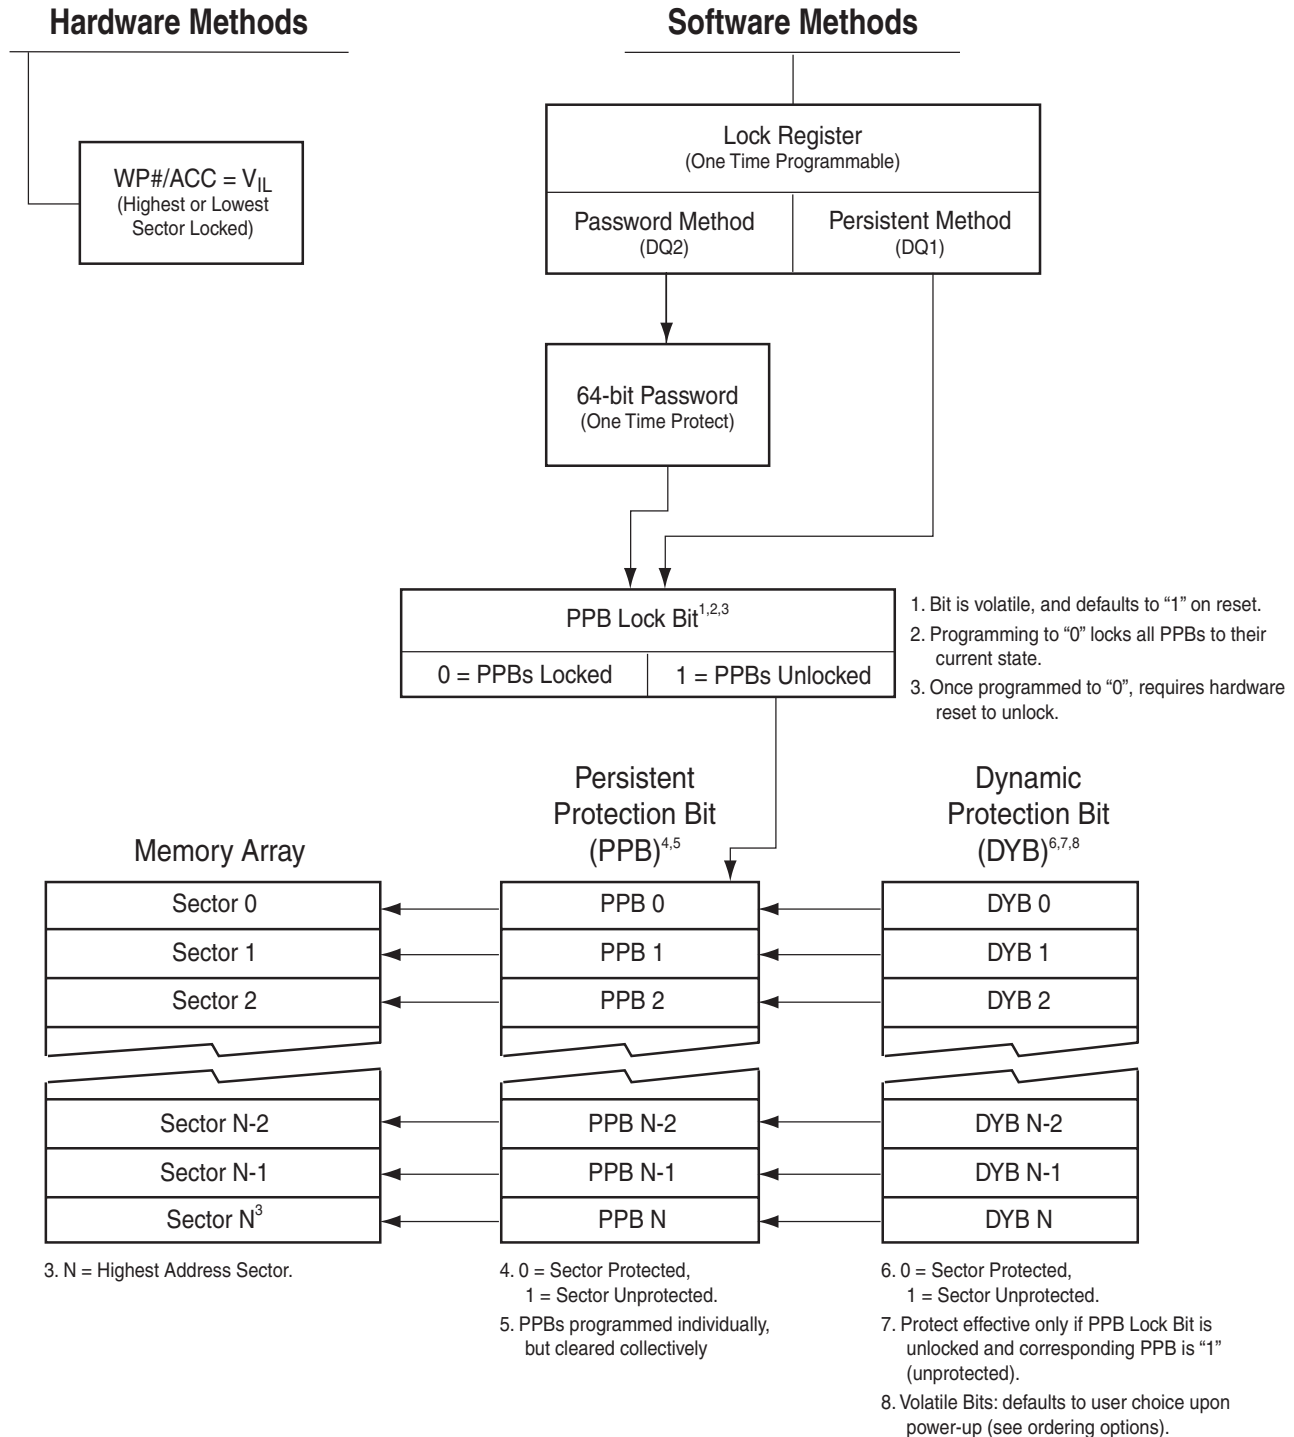 Hardware Methods
Software Methods
WP#/ACC = VIL
(Highest or Lowest
Sector Locked)
Lock Register
(One Time Programmable)
Password Method
(DQ2)
Persistent Method
(DQ1)
64-bit Password
(One Time Protect)
PPB Lock Bit1,2,3
0 = PPBs Locked
1 = PPBs Unlocked
1. Bit is volatile, and defaults to “1” on reset.
2. Programming to “0” locks all PPBs to their
current state.
3. Once programmed to “0”, requires hardware
reset to unlock.
Memory Array
Persistent
Protection Bit
(PPB)4,5
Dynamic
Protection Bit
(DYB)6,7,8
Sector 0
PPB 0
DYB 0
Sector 1
PPB 1
DYB 1
Sector 2
PPB 2
DYB 2
Sector N-2
PPB N-2
DYB N-2
Sector N-1
PPB N-1
DYB N-1
Sector N3
PPB N
DYB N
3. N = Highest Address Sector.
4. 0 = Sector Protected,
1 = Sector Unprotected.
5. PPBs programmed individually,
but cleared collectively
6. 0 = Sector Protected,
1 = Sector Unprotected.
7. Protect effective only if PPB Lock Bit is
unlocked and corresponding PPB is “1”
(unprotected).
8. Volatile Bits: defaults to user choice upon
power-up (see ordering options).